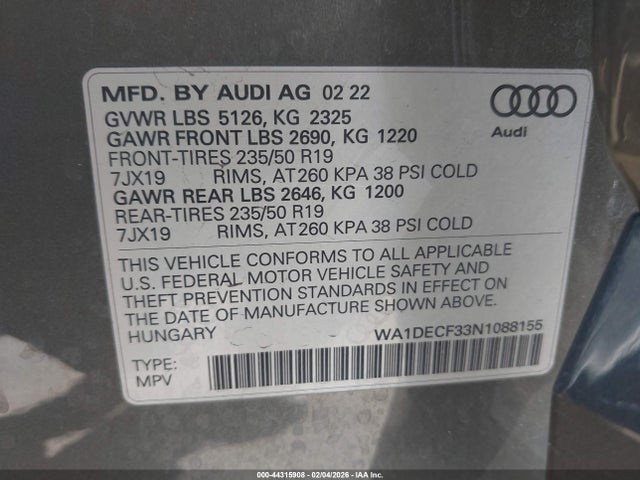 MFD. BY AUDI AG 02 22
GVWR LBS 5126, KG 2325
GAWR FRONT LBS 2690, KG 1220
FRONT-TIRES 235/50 R19
7JX19 RIMS, AT 260 KPA 38 PSI COLD
GAWR REAR LBS 2646, KG 1200
REAR-TIRES 235/50 R19
7JX19 RIMS, AT 260 KPA 38 PSI COLD
Audi
THIS VEHICLE CONFORMS TO ALL APPLICABLE
U.S. FEDERAL MOTOR VEHICLE SAFETY AND
THEFT PREVENTION STANDARDS IN EFFECT ON
THE DATE OF MANUFACTURE SHOWN ABOVE.
HUNGARY WA1DECF33N1088155
TYPE:
MPV
000-44315908 - 02/04/2026 - IAA Inc.